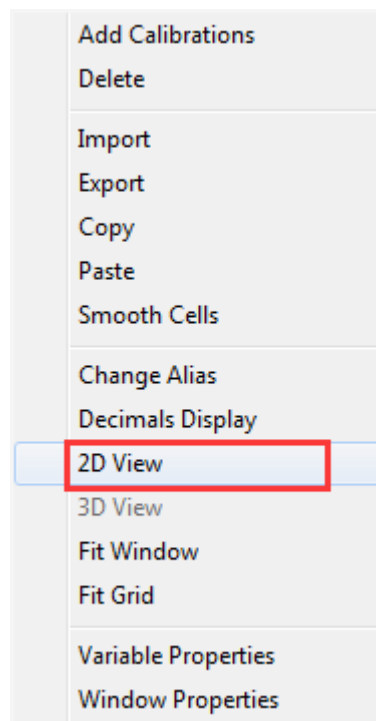 Add Calibrations
Delete
Import
Export
Copy
Paste
Smooth Cells
Change Alias
Decimals Display
2D View
3D View
Fit Window
Fit Grid
Variable Properties
Window Properties